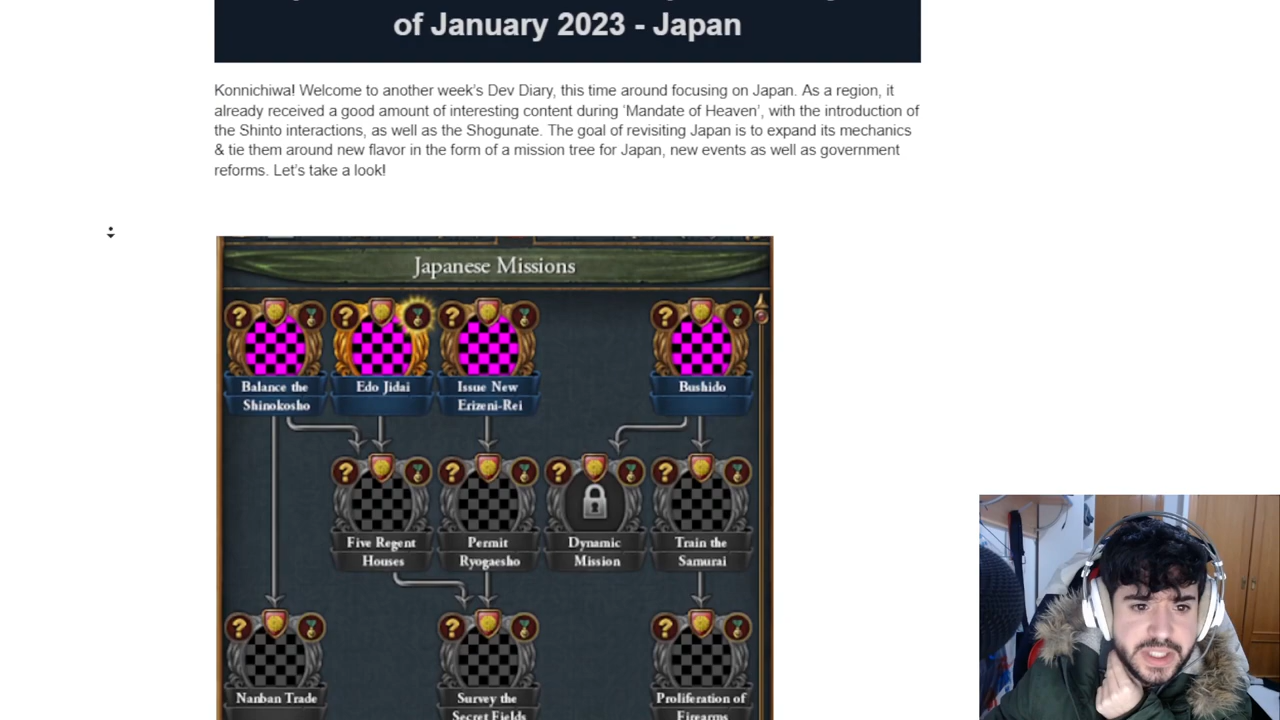 of January 2023 - Japan
Konnichiwa! Welcome to another week's Dev Diary, this time around focusing on Japan. As a region, it
already received a good amount of interesting content during ‘Mandate of Heaven’, with the introduction of
the Shinto interactions, as well as the Shogunate. The goal of revisiting Japan is to expand its mechanics
& tie them around new flavor in the form of a mission tree for Japan, new events as well as government
reforms. Let's take a look!
Japanese Missions
Balance the
Shinokosho
Edo Jidai
Issue New
Erizeni-Rei
Bushido
Five Regent
Houses
Permit
Ryogaesho
Dynamic
Mission
Train the
Samurai
Nanban Trade
Survey the
Secret Fields
Proliferation of
Firearms